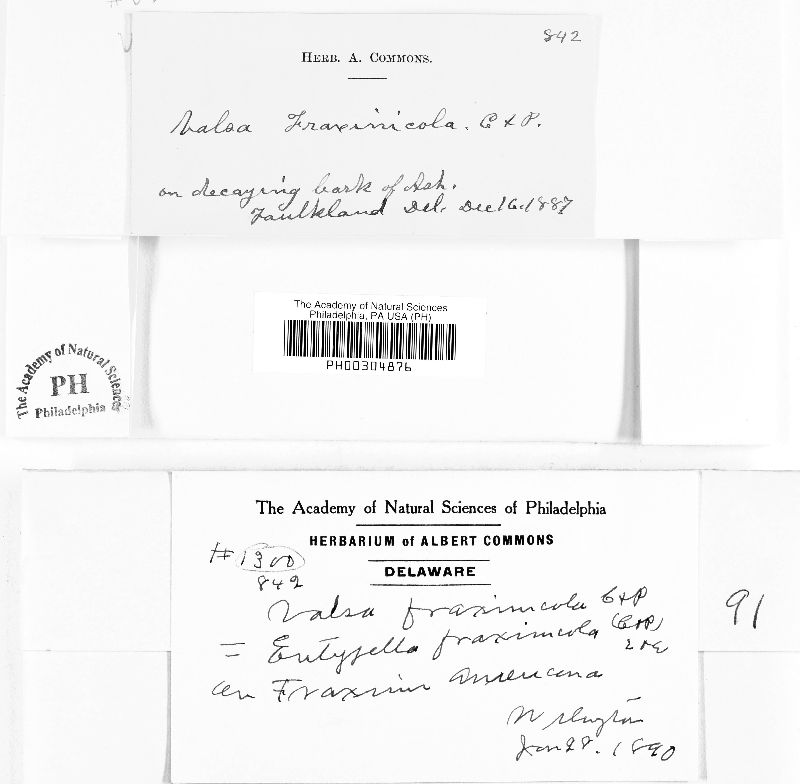 842
HERB. A. COMMONS.
Valsa Fraxinicola. C & P.
on decaying bark of Ash.
Faulkland Del. Dec 16. 1887
The Academy of Natural Sciences
Philadelphia, PA USA (PH)
PH00304876
The Academy of Natural Sciences
PH
Philadelphia
The Academy of Natural Sciences of Philadelphia
HERBARIUM of ALBERT COMMONS
DELAWARE
# 1300
842
Valsa fraxinicola C & P
= Eutypella fraxinicola (C & P)
E & E
on Fraxinus americana
Wilmington
Jan 28. 1890
91